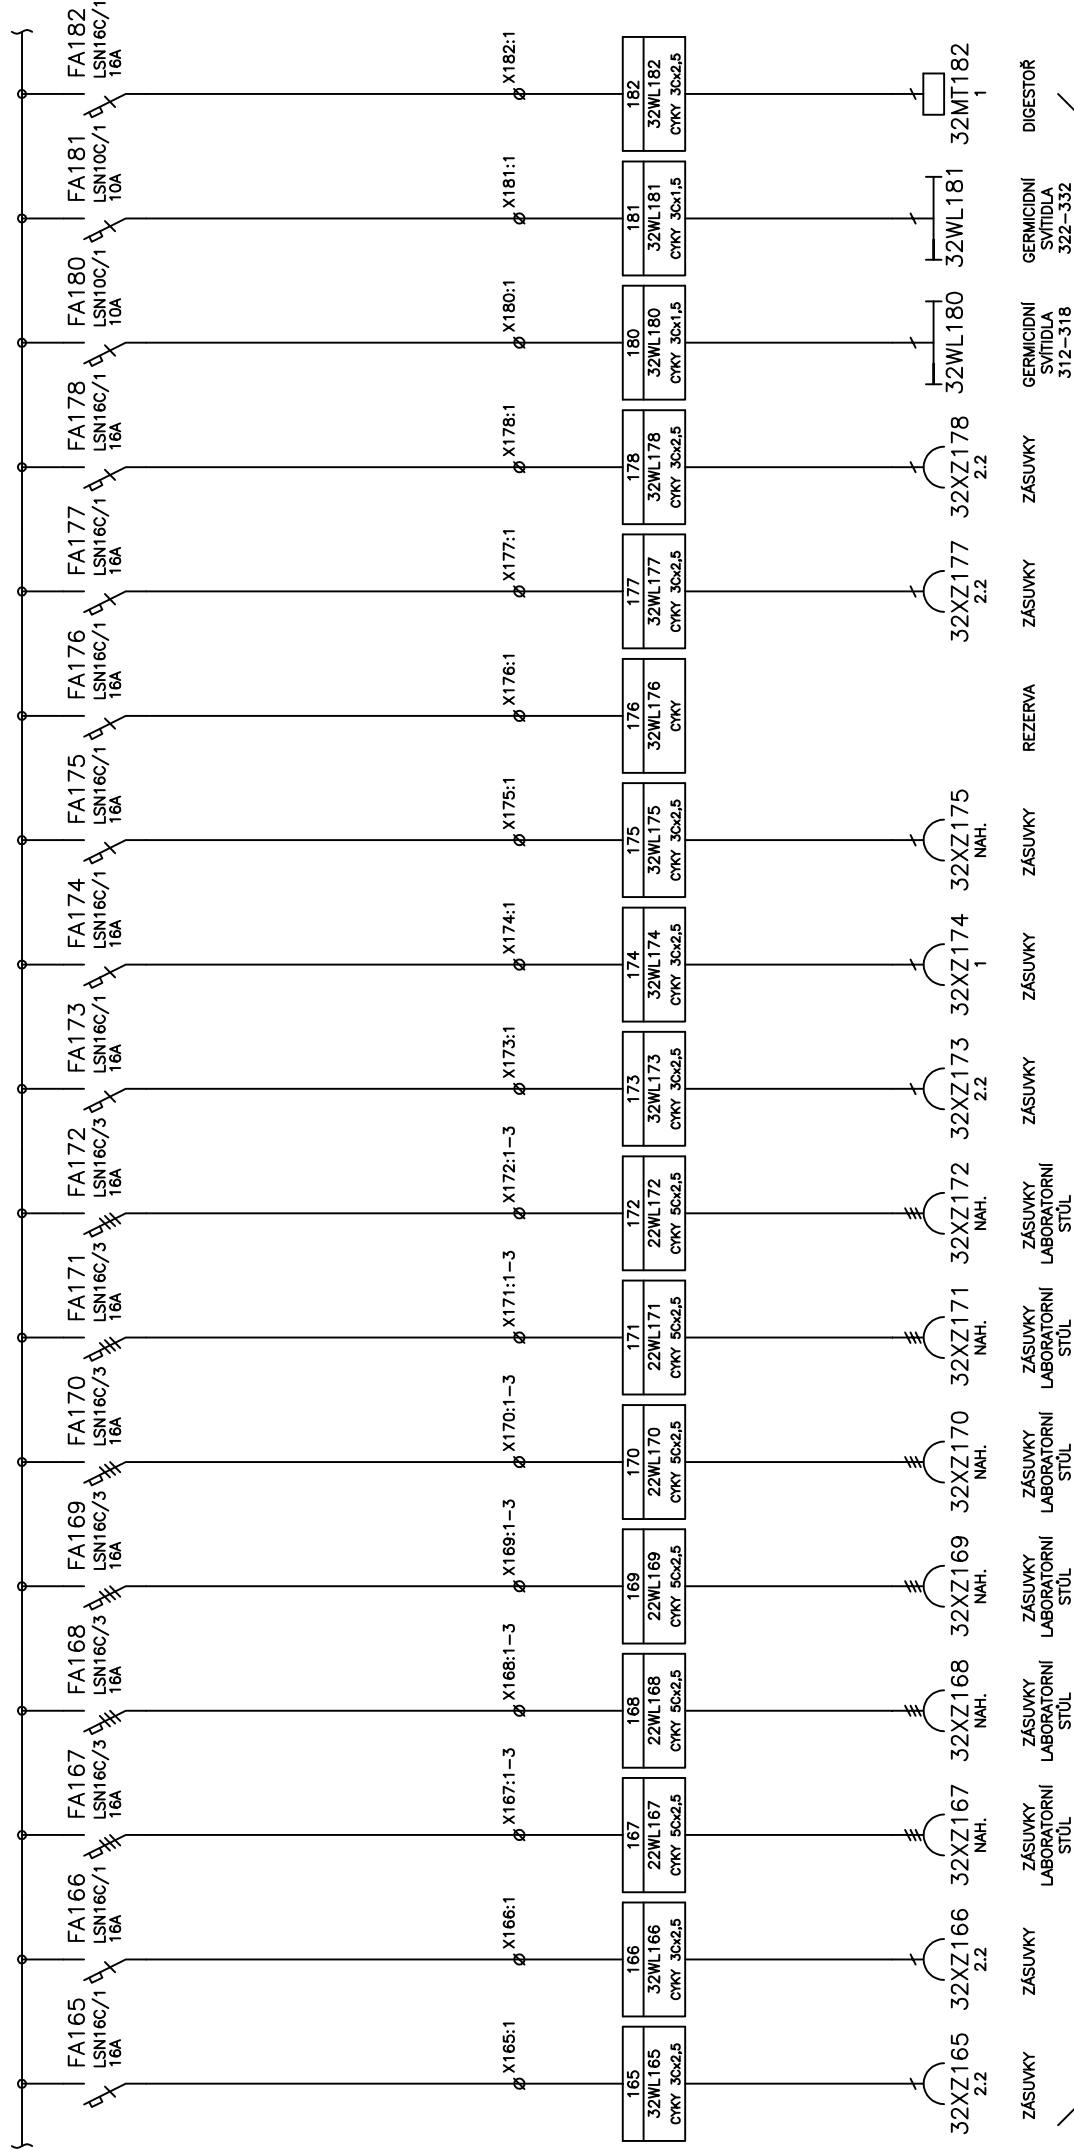 FA165
LSN16C/1
16A
X165:1
165
32WL165
CYKY 3Cx2,5
32XZ165
2.2
ZÁSUVKY
FA166
LSN16C/1
16A
X166:1
166
32WL166
CYKY 3Cx2,5
32XZ166
2.2
ZÁSUVKY
FA167
LSN16C/3
16A
X167:1-3
167
22WL167
CYKY 5Cx2,5
32XZ167
NAH.
ZÁSUVKY
LABORATORNÍ
STŮL
FA168
LSN16C/3
16A
X168:1-3
168
22WL168
CYKY 5Cx2,5
32XZ168
NAH.
ZÁSUVKY
LABORATORNÍ
STŮL
FA169
LSN16C/3
16A
X169:1-3
169
22WL169
CYKY 5Cx2,5
32XZ169
NAH.
ZÁSUVKY
LABORATORNÍ
STŮL
FA170
LSN16C/3
16A
X170:1-3
170
22WL170
CYKY 5Cx2,5
32XZ170
NAH.
ZÁSUVKY
LABORATORNÍ
STŮL
FA171
LSN16C/3
16A
X171:1-3
171
22WL171
CYKY 5Cx2,5
32XZ171
NAH.
ZÁSUVKY
LABORATORNÍ
STŮL
FA172
LSN16C/3
16A
X172:1-3
172
22WL172
CYKY 5Cx2,5
32XZ172
NAH.
ZÁSUVKY
LABORATORNÍ
STŮL
FA173
LSN16C/1
16A
X173:1
173
32WL173
CYKY 3Cx2,5
32XZ173
2.2
ZÁSUVKY
FA174
LSN16C/1
16A
X174:1
174
32WL174
CYKY 3Cx2,5
32XZ174
1
ZÁSUVKY
FA175
LSN16C/1
16A
X175:1
175
32WL175
CYKY 3Cx2,5
32XZ175
NAH.
ZÁSUVKY
FA176
LSN16C/1
16A
X176:1
176
32WL176
CYKY
REZERVA
FA177
LSN16C/1
16A
X177:1
177
32WL177
CYKY 3Cx2,5
32XZ177
2.2
ZÁSUVKY
FA178
LSN16C/1
16A
X178:1
178
32WL178
CYKY 3Cx2,5
32XZ178
2.2
ZÁSUVKY
FA180
LSN10C/1
10A
X180:1
180
32WL180
CYKY 3Cx1,5
32WL180
GERMICIDNÍ
SVÍTIDLA
312-318
FA181
LSN10C/1
10A
X181:1
181
32WL181
CYKY 3Cx1,5
32WL181
GERMICIDNÍ
SVÍTIDLA
322-332
FA182
LSN16C/1
16A
X182:1
182
32WL182
CYKY 3Cx2,5
32MT182
1
DIGESTOŘ